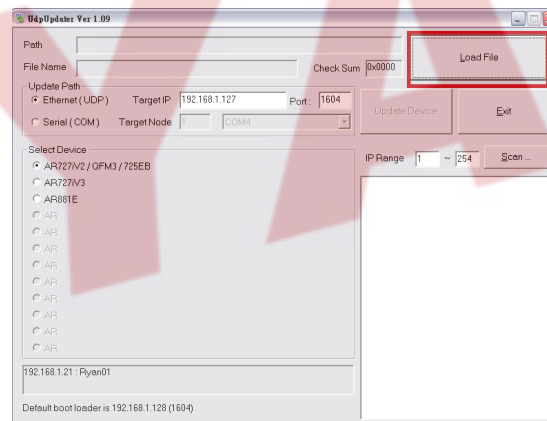 UdpUpdater Ver 1.09
Path
Load File
File Name
Check Sum 0x0000
Update Path
Ethernet ( UDP ) Target IP 192.168.1.127 Port : 1604
Update Device
Exit
Serial ( COM ) Target Node 1 COM4
Select Device
IP Range 1 ~ 254 Scan ...
AR727iV2 / QFM3 / 725EB
AR727iV3
AR881E
AR
AR
AR
AR
AR
AR
AR
AR
192.168.1.21 : Ryan01
Default boot loader is 192.168.1.128 (1604)